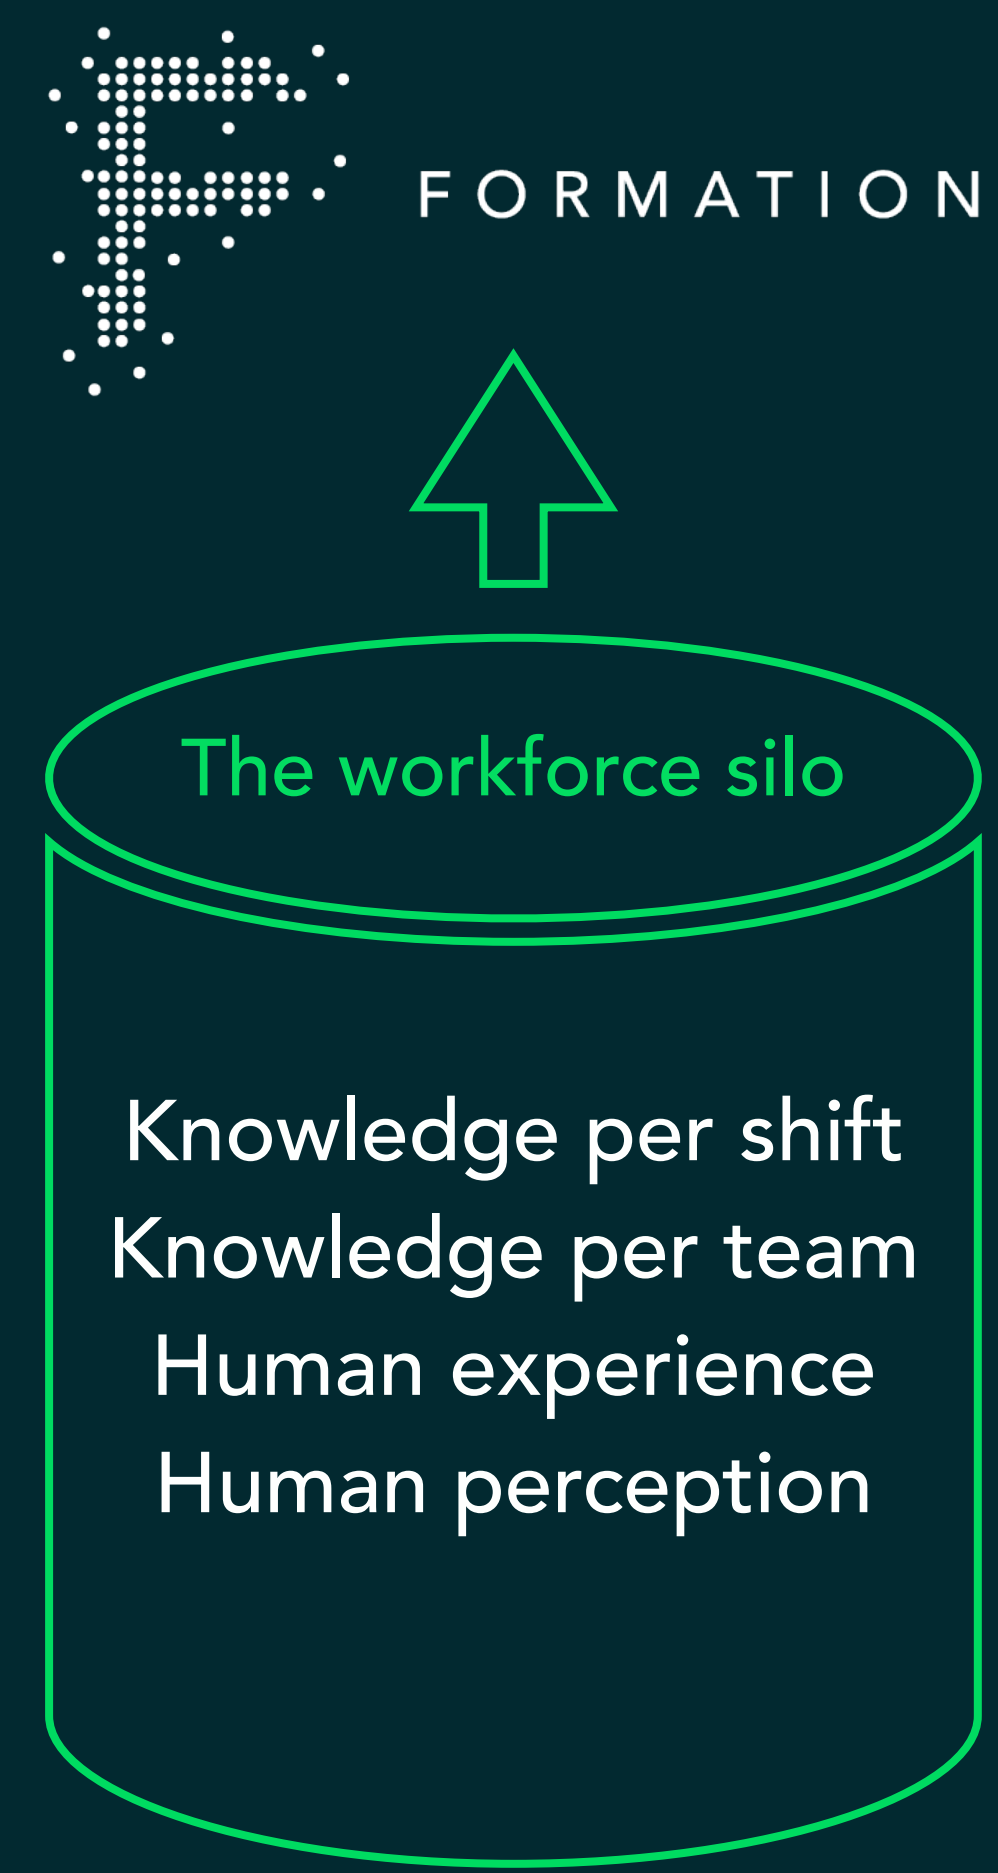 FORMATION
The workforce silo
Knowledge per shift
Knowledge per team
Human experience
Human perception